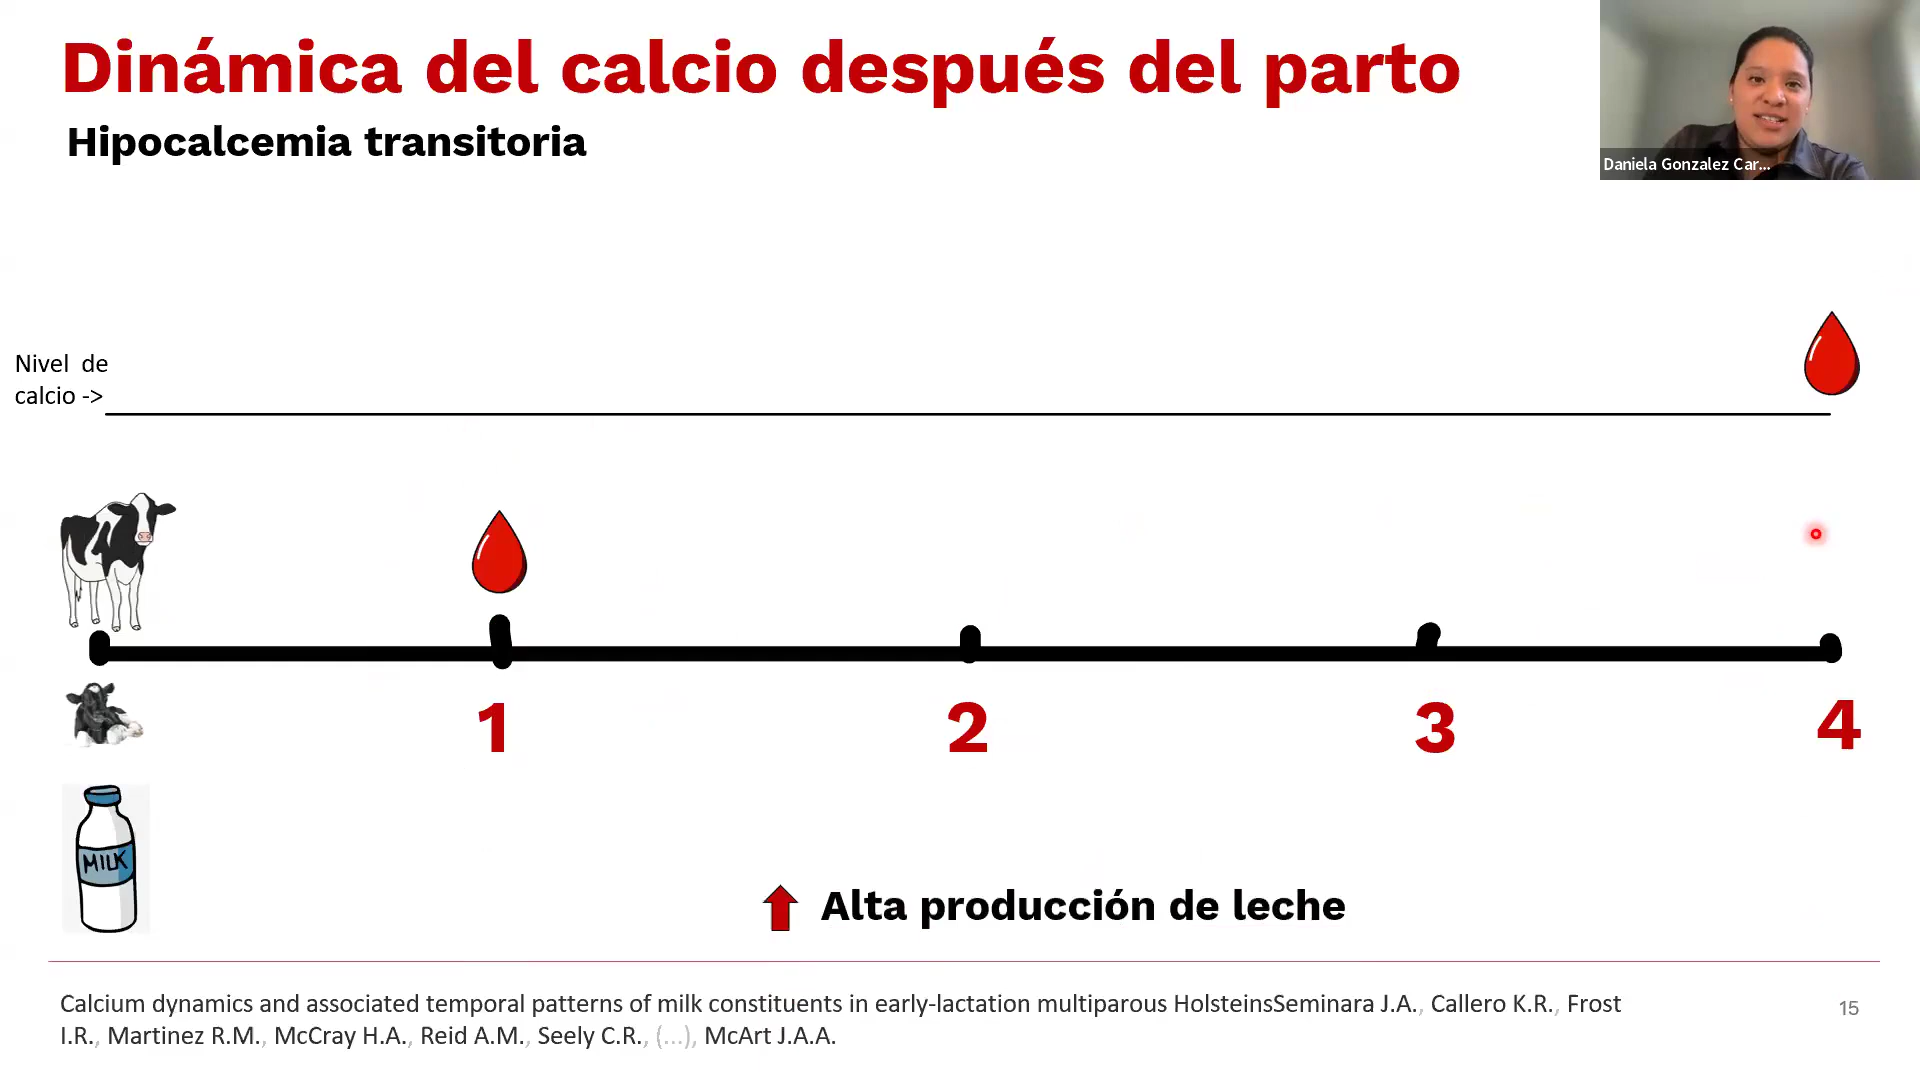 Dinámica del calcio después del parto
Hipocalcemia transitoria
Daniela Gonzalez Car...
Nivel de
calcio ->
1
2
3
4
MILK
Alta producción de leche
Calcium dynamics and associated temporal patterns of milk constituents in early-lactation multiparous HolsteinsSeminara J.A., Callero K.R., Frost
I.R., Martinez R.M., McCray H.A., Reid A.M., Seely C.R., (...), McArt J.A.A.
15